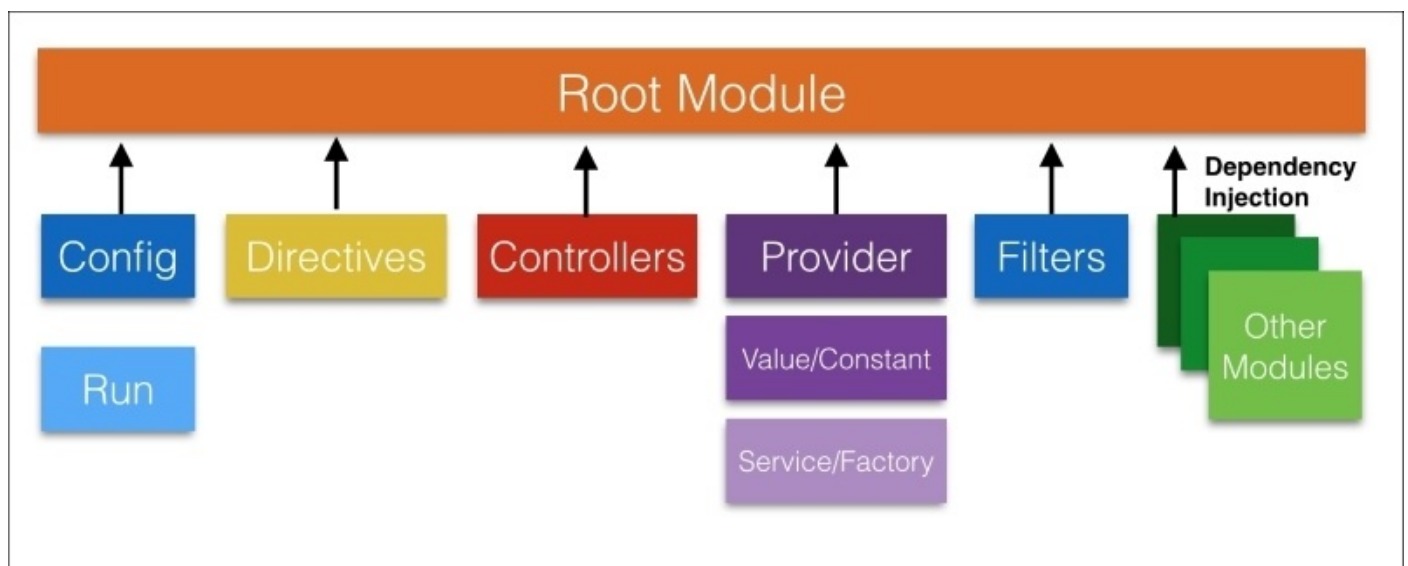 Root Module
Dependency
Injection
Config
Directives
Controllers
Provider
Filters
Other
Modules
Run
Value/Constant
Service/Factory